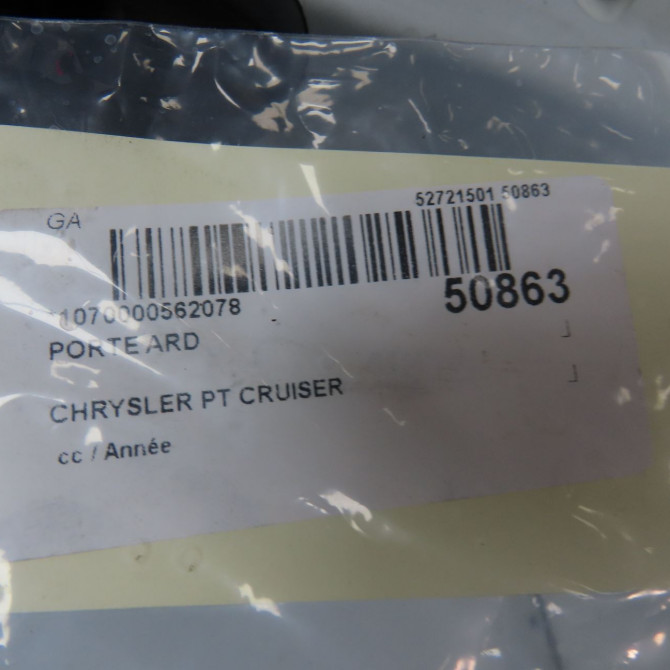 GA
52721501 50863
1070000562078
50863
PORTE ARD
CHRYSLER PT CRUISER
cc / Année